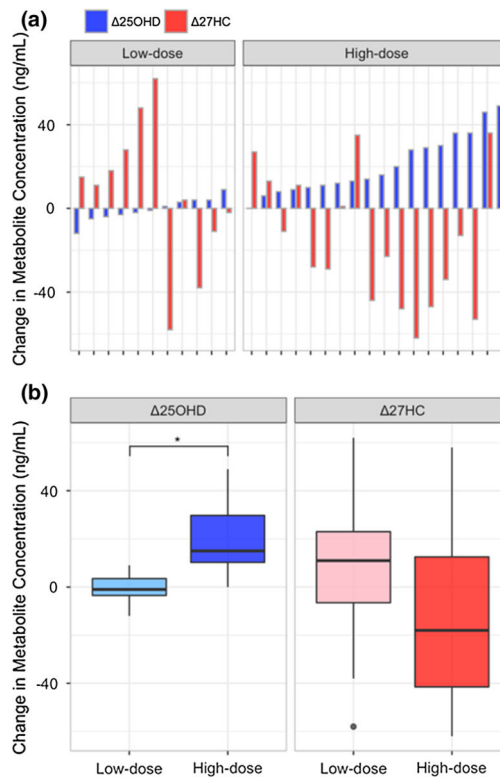 (a)
Δ25OHD Δ27HC
Low-dose High-dose
Change in Metabolite Concentration (ng/mL)
40
0
-40
(b)
Δ25OHD Δ27HC
*
Change in Metabolite Concentration (ng/mL)
40
0
-40
Low-dose High-dose Low-dose High-dose